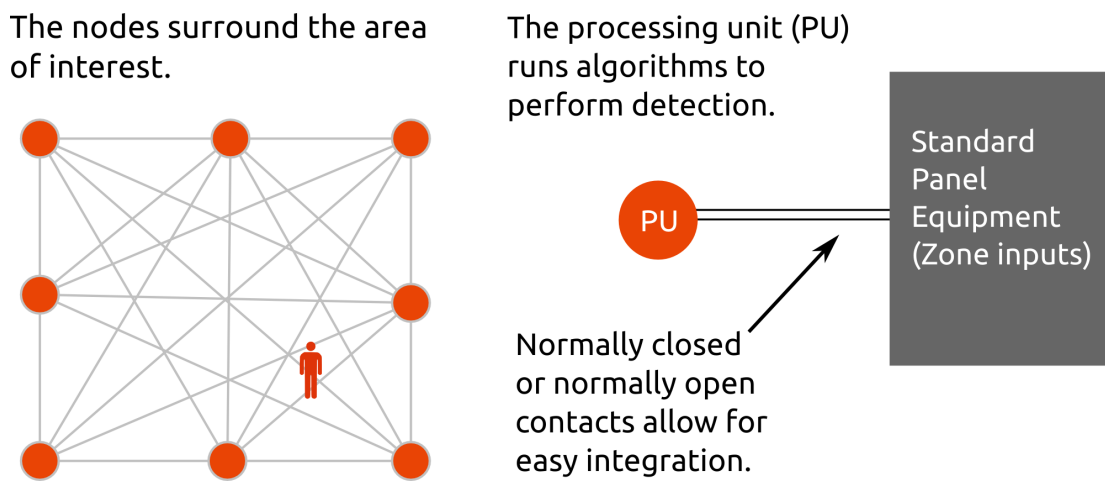 The nodes surround the area
of interest.
The processing unit (PU)
runs algorithms to
perform detection.
PU
Standard
Panel
Equipment
(Zone inputs)
Normally closed
or normally open
contacts allow for
easy integration.